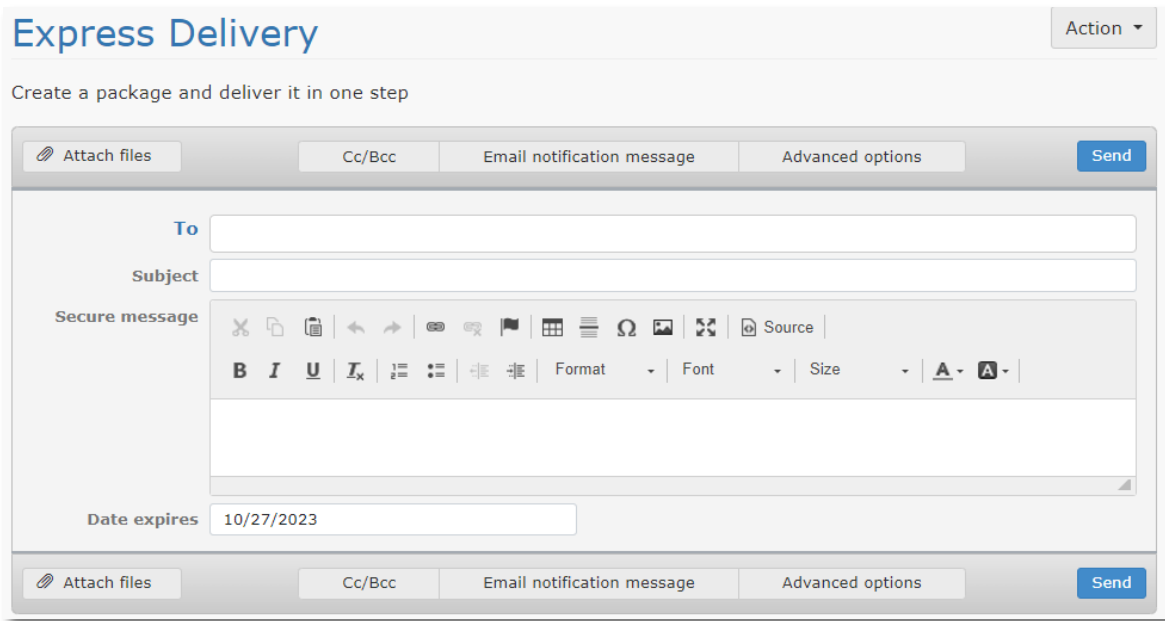 Express Delivery
Action
Create a package and deliver it in one step
Attach files Cc/Bcc Email notification message Advanced options Send
To
Subject
Secure message
Source
B I U Ix Format Font Size A A
Date expires 10/27/2023
Attach files Cc/Bcc Email notification message Advanced options Send